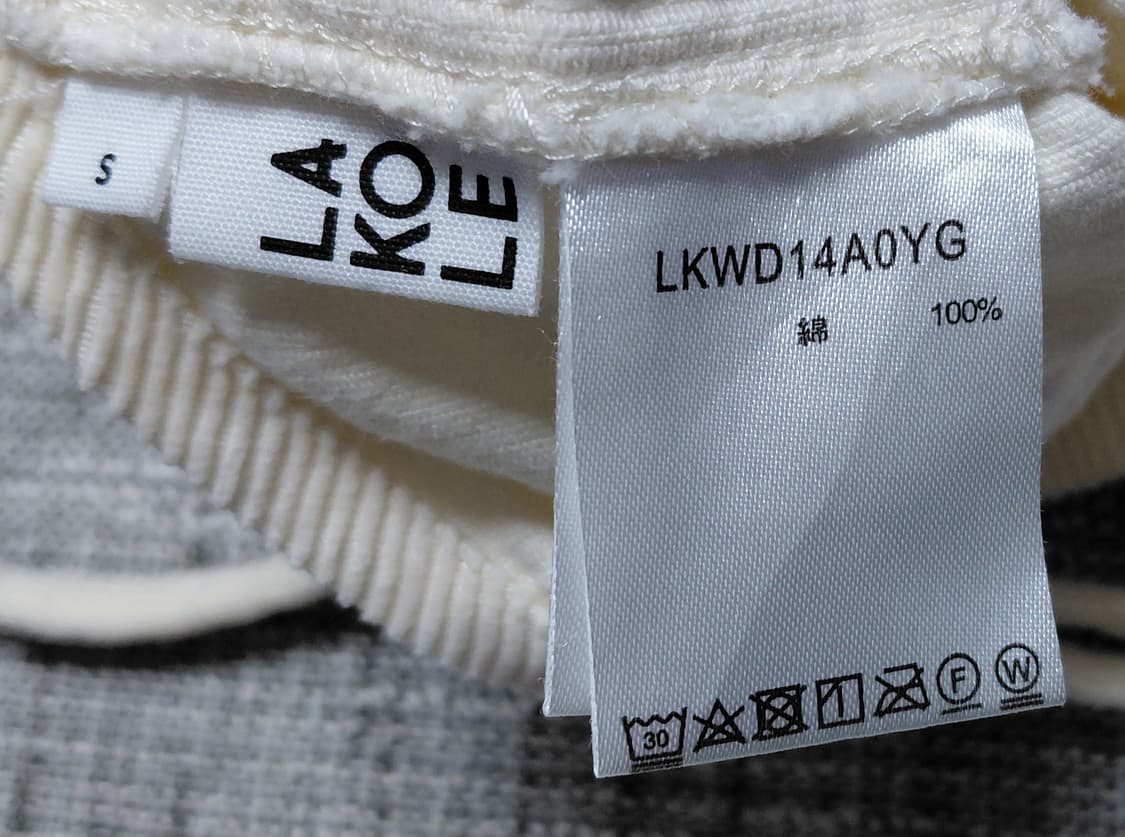 S
LA
KO
LE
LKWD14A0YG
綿 100%
30
F
W